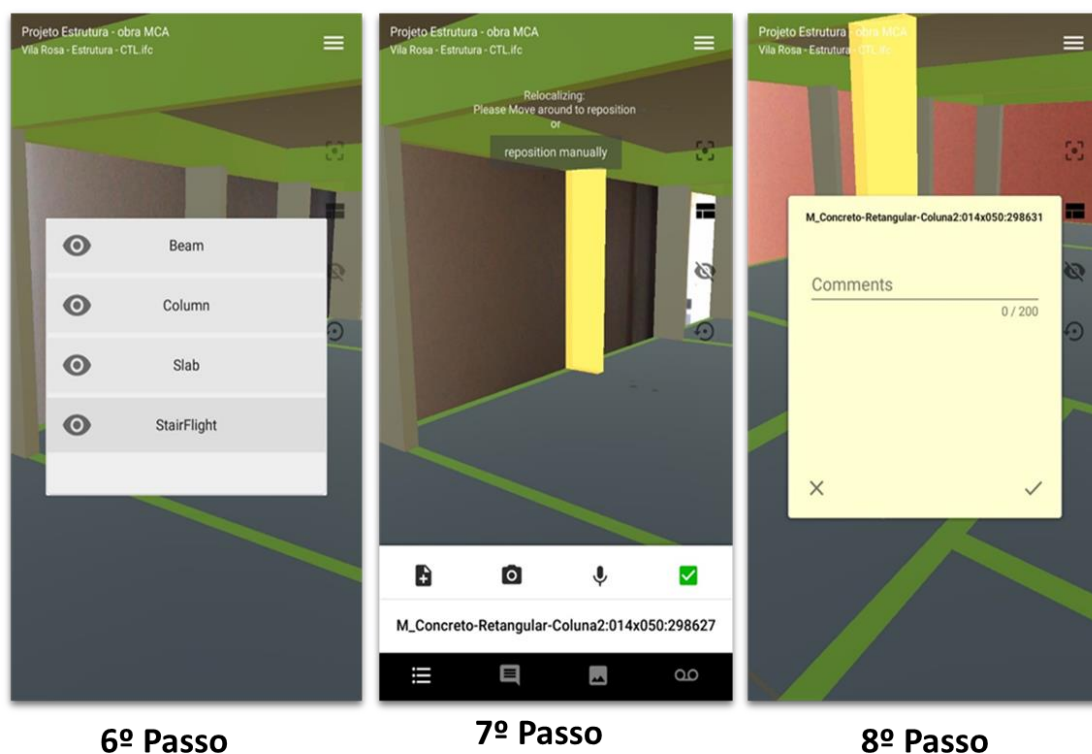 Projeto Estrutura - obra MCA
Vila Rosa - Estrutura - CTL.ifc
Beam
Column
Slab
StairFlight
6º Passo
Projeto Estrutura - obra MCA
Vila Rosa - Estrutura - CTL.ifc
Relocalizing:
Please Move around to reposition
or
reposition manually
M_Concreto-Retangular-Coluna2:014x050:298627
7º Passo
Projeto Estrutura - obra MCA
Vila Rosa - Estrutura - CTL.ifc
M_Concreto-Retangular-Coluna2:014x050:298631
Comments
0 / 200
8º Passo